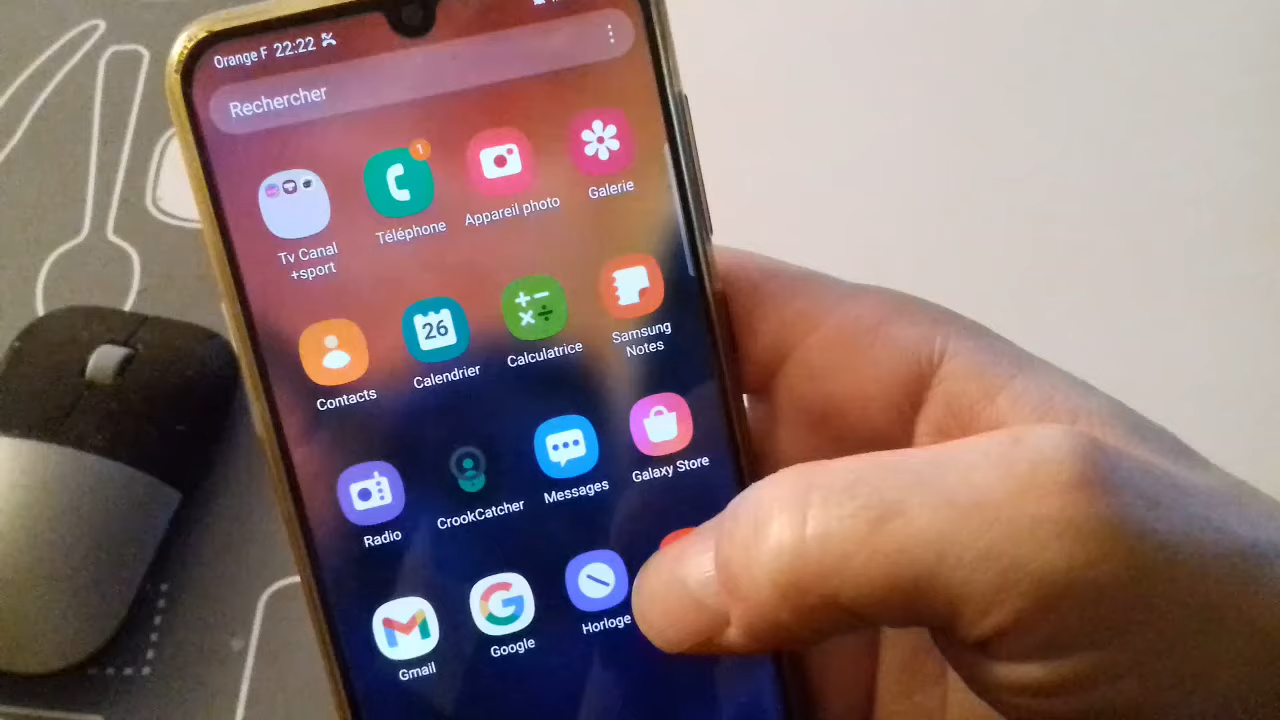 Orange F 22:22
Rechercher
Tv Canal
+sport
1
Téléphone
Appareil photo
Galerie
Contacts
26
Calendrier
Calculatrice
Samsung
Notes
Radio
CrookCatcher
Messages
Galaxy Store
Gmail
Google
Horloge